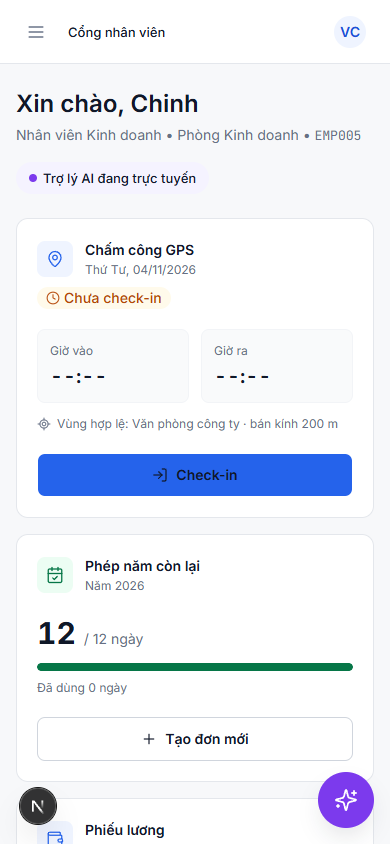 Cổng nhân viên
VC
Xin chào, Chinh
Nhân viên Kinh doanh • Phòng Kinh doanh • EMP005
Trợ lý AI đang trực tuyến
Chấm công GPS
Thứ Tư, 04/11/2026
Chưa check-in
Giờ vào
Giờ ra
--:--
--:--
Vùng hợp lệ: Văn phòng công ty · bán kính 200 m
Check-in
Phép năm còn lại
Năm 2026
12 / 12 ngày
Đã dùng 0 ngày
Tạo đơn mới
N
Phiếu lương